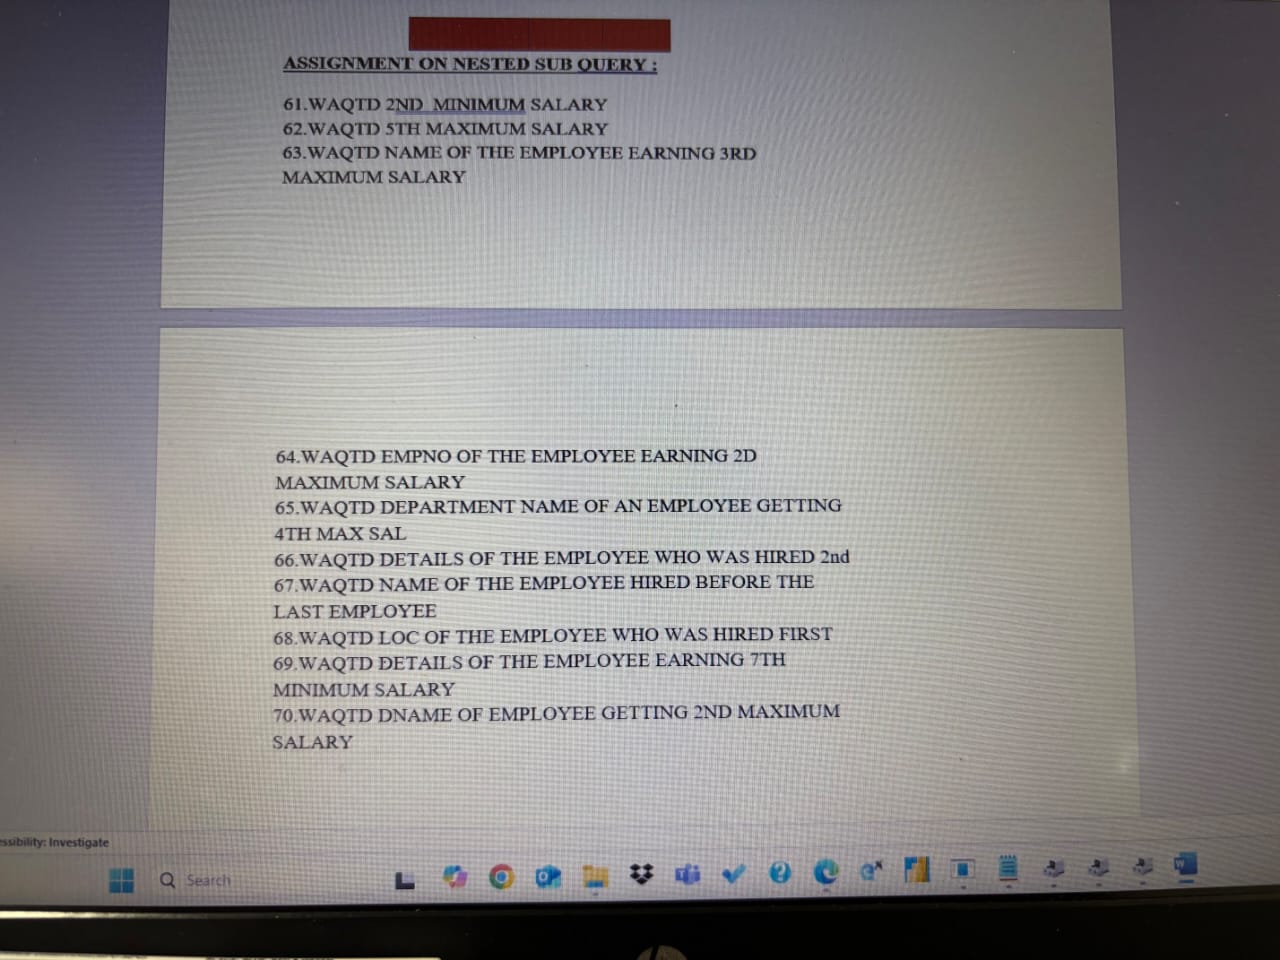 ASSIGNMENT ON NESTED SUB QUERY :
61.WAQTD 2ND MINIMUM SALARY
62.WAQTD 5TH MAXIMUM SALARY
63.WAQTD NAME OF THE EMPLOYEE EARNING 3RD
MAXIMUM SALARY
64.WAQTD EMPNO OF THE EMPLOYEE EARNING 2D
MAXIMUM SALARY
65.WAQTD DEPARTMENT NAME OF AN EMPLOYEE GETTING
4TH MAX SAL
66.WAQTD DETAILS OF THE EMPLOYEE WHO WAS HIRED 2nd
67.WAQTD NAME OF THE EMPLOYEE HIRED BEFORE THE
LAST EMPLOYEE
68.WAQTD LOC OF THE EMPLOYEE WHO WAS HIRED FIRST
69.WAQTD DETAILS OF THE EMPLOYEE EARNING 7TH
MINIMUM SALARY
70.WAQTD DNAME OF EMPLOYEE GETTING 2ND MAXIMUM
SALARY
essibility: Investigate
Search